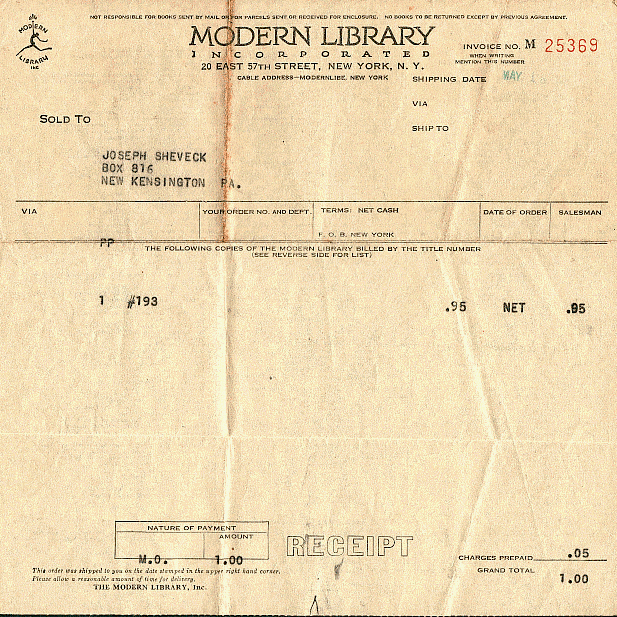 NOT RESPONSIBLE FOR BOOKS SENT BY MAIL OR FOR PARCELS SENT OR RECEIVED FOR ENCLOSURE. NO BOOKS TO BE RETURNED EXCEPT BY PREVIOUS AGREEMENT.
MODERN LIBRARY INC
MODERN LIBRARY
INCORPORATED
20 EAST 57TH STREET, NEW YORK, N. Y.
CABLE ADDRESS—MODERNLIBE, NEW YORK
INVOICE NO. M 25369
WHEN WRITING
MENTION THIS NUMBER
SHIPPING DATE MAY
VIA
SHIP TO
SOLD TO
JOSEPH SHEVECK
BOX 816
NEW KENSINGTON PA.
VIA YOUR ORDER NO. AND DEPT. TERMS: NET CASH DATE OF ORDER SALESMAN
F. O. B. NEW YORK
PP
THE FOLLOWING COPIES OF THE MODERN LIBRARY BILLED BY THE TITLE NUMBER
(SEE REVERSE SIDE FOR LIST)
1 #193 .95 NET .95
NATURE OF PAYMENT
AMOUNT
M.O. 1.00
RECEIPT
CHARGES PREPAID .05
GRAND TOTAL 1.00
This order was shipped to you on the date stamped in the upper right hand corner.
Please allow a reasonable amount of time for delivery.
THE MODERN LIBRARY, Inc.